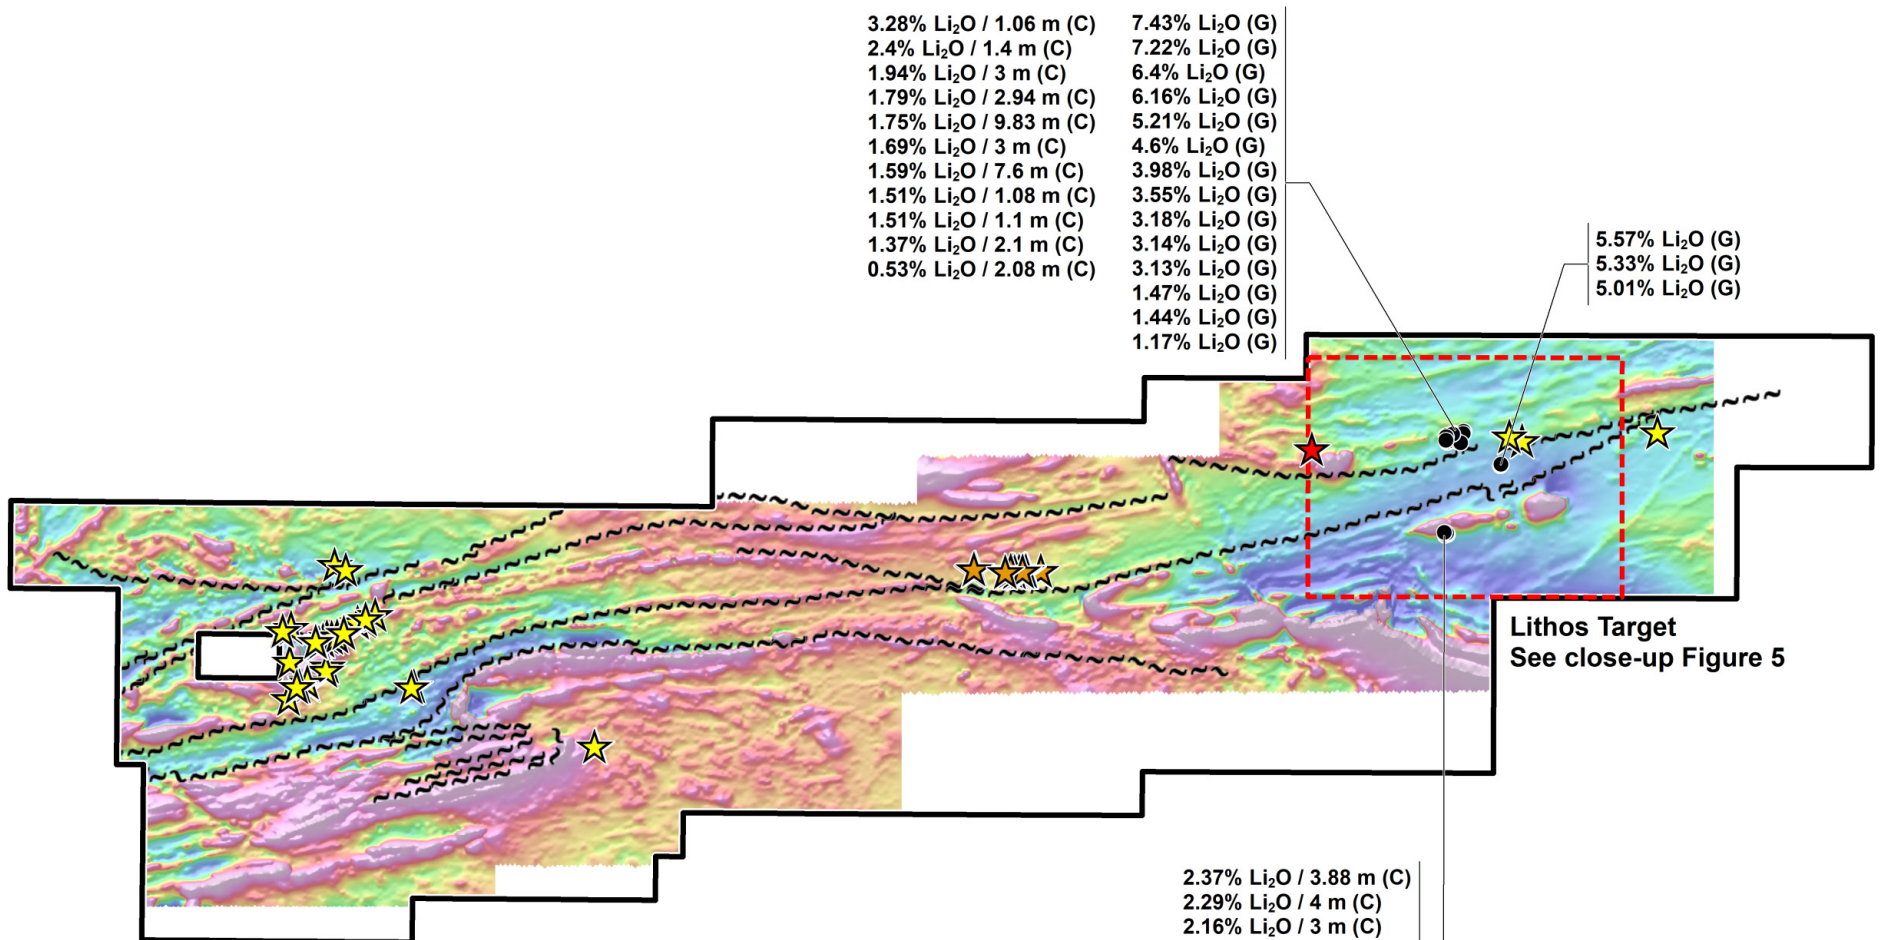 3.28% Li₂O / 1.06 m (C)
2.4% Li₂O / 1.4 m (C)
1.94% Li₂O / 3 m (C)
1.79% Li₂O / 2.94 m (C)
1.75% Li₂O / 9.83 m (C)
1.69% Li₂O / 3 m (C)
1.59% Li₂O / 7.6 m (C)
1.51% Li₂O / 1.08 m (C)
1.51% Li₂O / 1.1 m (C)
1.37% Li₂O / 2.1 m (C)
0.53% Li₂O / 2.08 m (C)
7.43% Li₂O (G)
7.22% Li₂O (G)
6.4% Li₂O (G)
6.16% Li₂O (G)
5.21% Li₂O (G)
4.6% Li₂O (G)
3.98% Li₂O (G)
3.55% Li₂O (G)
3.18% Li₂O (G)
3.14% Li₂O (G)
3.13% Li₂O (G)
1.47% Li₂O (G)
1.44% Li₂O (G)
1.17% Li₂O (G)
5.57% Li₂O (G)
5.33% Li₂O (G)
5.01% Li₂O (G)
Lithos Target
See close-up Figure 5
2.37% Li₂O / 3.88 m (C)
2.29% Li₂O / 4 m (C)
2.16% Li₂O / 3 m (C)